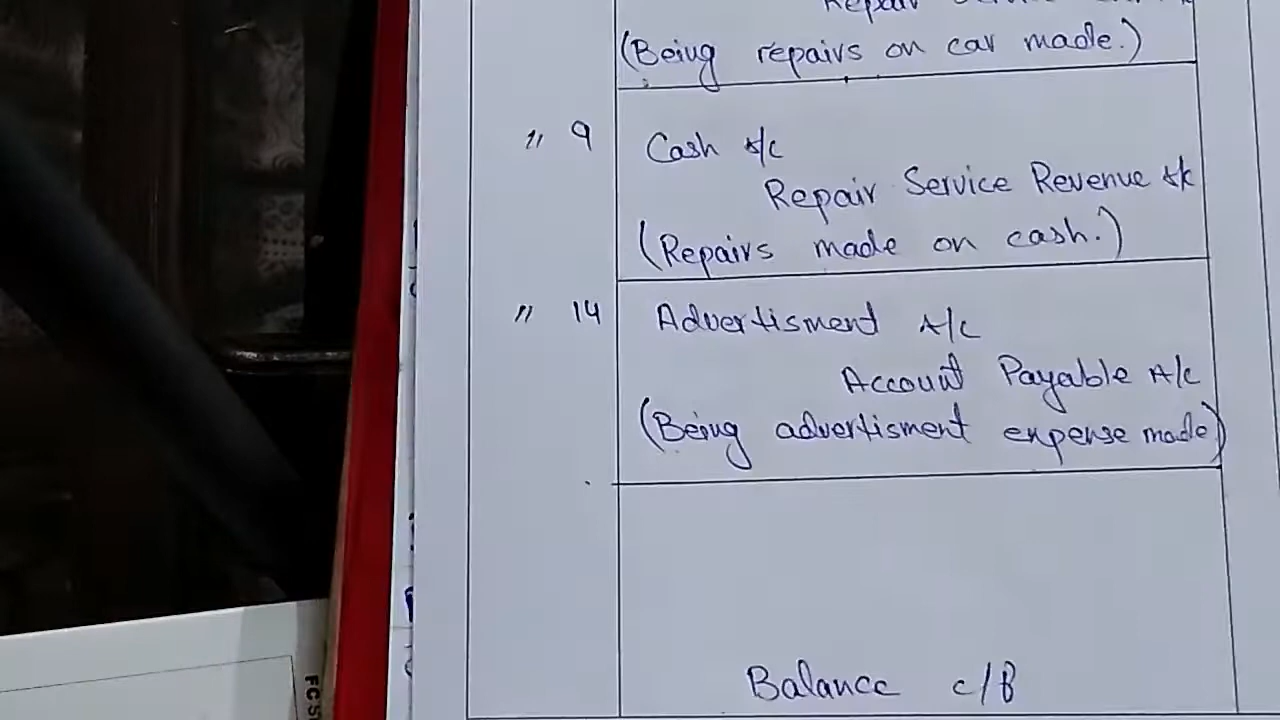 Repair
(Being repairs on car made.)
" 9 Cash A/c
Repair Service Revenue A/c
(Repairs made on cash.)
" 14 Advertisment A/c
Account Payable A/c
(Being advertisment expense made)
Balance c/B